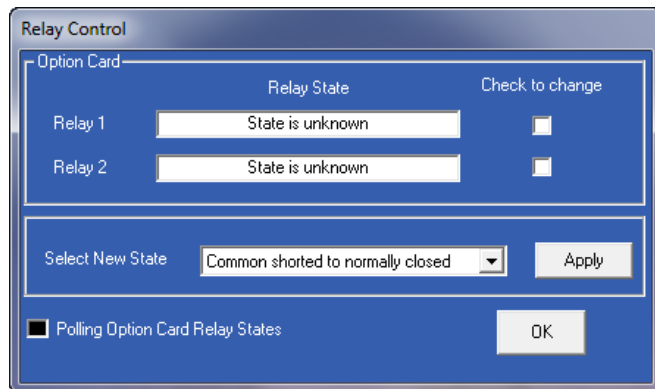 Relay Control
Option Card
Relay State Check to change
Relay 1 State is unknown
Relay 2 State is unknown
Select New State Common shorted to normally closed Apply
Polling Option Card Relay States OK